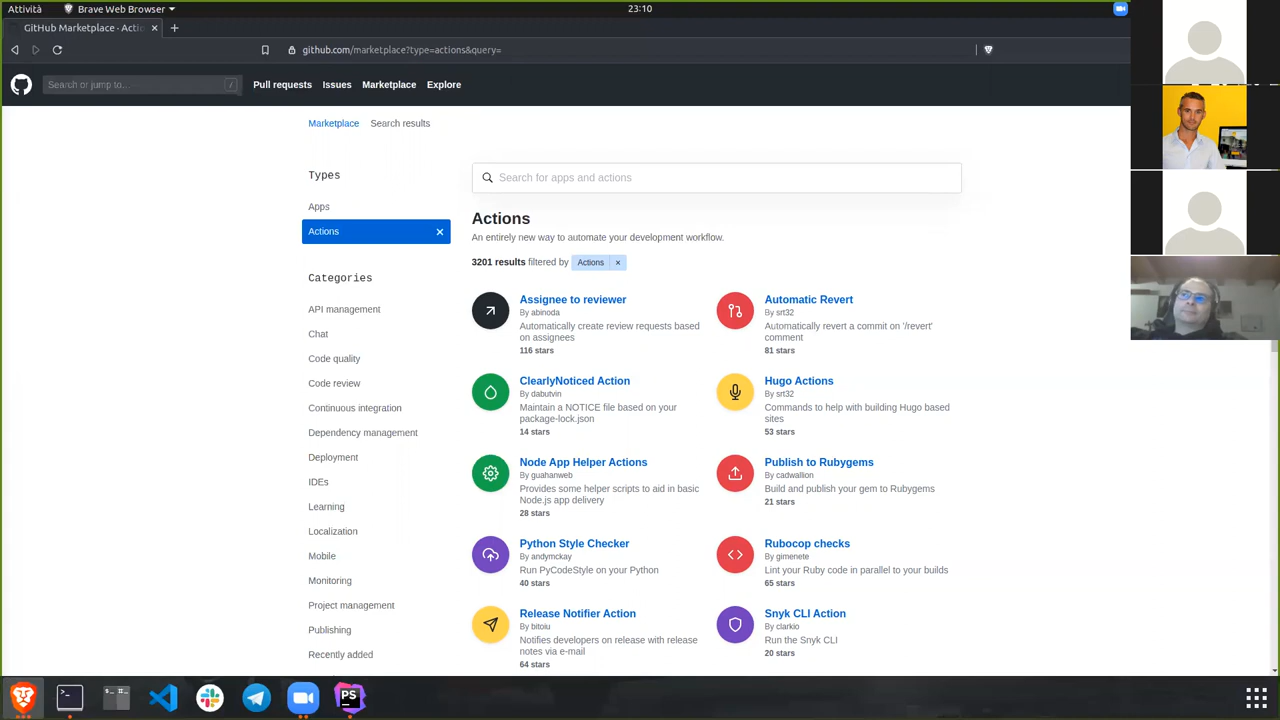 Attività
Brave Web Browser
23:10
GitHub Marketplace · Actio
github.com/marketplace?type=actions&query=
Search or jump to...
/
Pull requests
Issues
Marketplace
Explore
Marketplace
Search results
Types
Apps
Actions
Categories
API management
Chat
Code quality
Code review
Continuous integration
Dependency management
Deployment
IDEs
Learning
Localization
Mobile
Monitoring
Project management
Publishing
Recently added
Search for apps and actions
Actions
An entirely new way to automate your development workflow.
3201 results filtered by Actions
Assignee to reviewer
By abinoda
Automatically create review requests based
on assignees
116 stars
Automatic Revert
By srt32
Automatically revert a commit on '/revert'
comment
81 stars
ClearlyNoticed Action
By dabutvin
Maintain a NOTICE file based on your
package-lock.json
14 stars
Hugo Actions
By srt32
Commands to help with building Hugo based
sites
53 stars
Node App Helper Actions
By guahanweb
Provides some helper scripts to aid in basic
Node.js app delivery
28 stars
Publish to Rubygems
By cadwallion
Build and publish your gem to Rubygems
21 stars
Python Style Checker
By andymckay
Run PyCodeStyle on your Python
40 stars
Rubocop checks
By gimenete
Lint your Ruby code in parallel to your builds
65 stars
Release Notifier Action
By bitoiu
Notifies developers on release with release
notes via e-mail
64 stars
Snyk CLI Action
By clarkio
Run the Snyk CLI
20 stars
PS